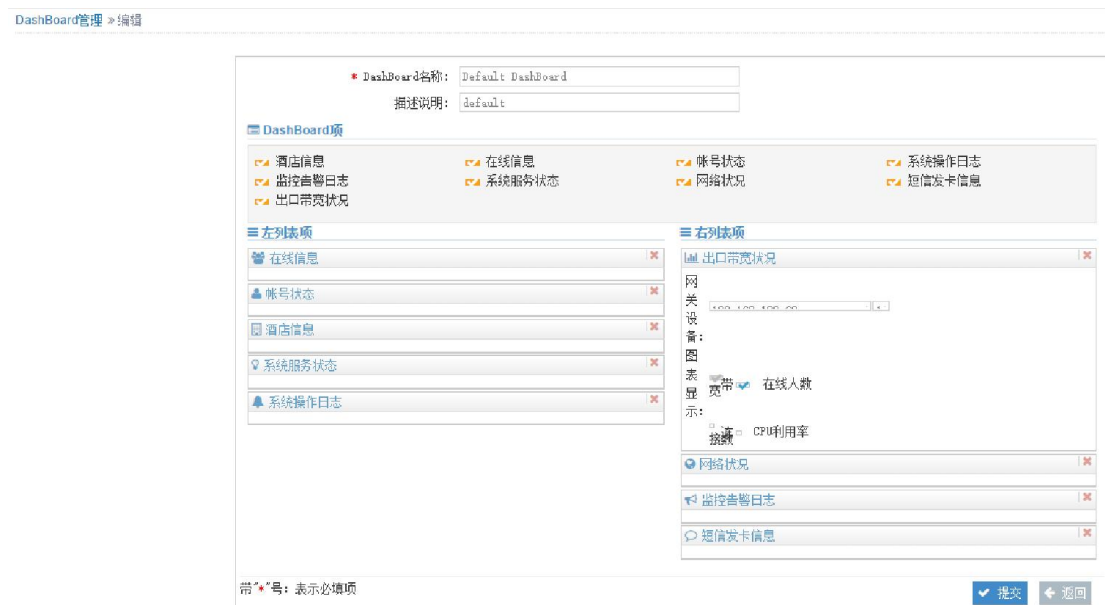 DashBoard管理 » 编辑
* DashBoard名称: Default DashBoard
描述说明: default
DashBoard项
酒店信息 在线信息 帐号状态 系统操作日志
监控告警日志 系统服务状态 网络状况 短信发卡信息
出口带宽状况
左列表项
在线信息
帐号状态
酒店信息
系统服务状态
系统操作日志
右列表项
出口带宽状况
网关设备:
图表显示:
带宽 在线人数
连接数 CPU利用率
网络状况
监控告警日志
短信发卡信息
带"*"号: 表示必填项
提交 返回